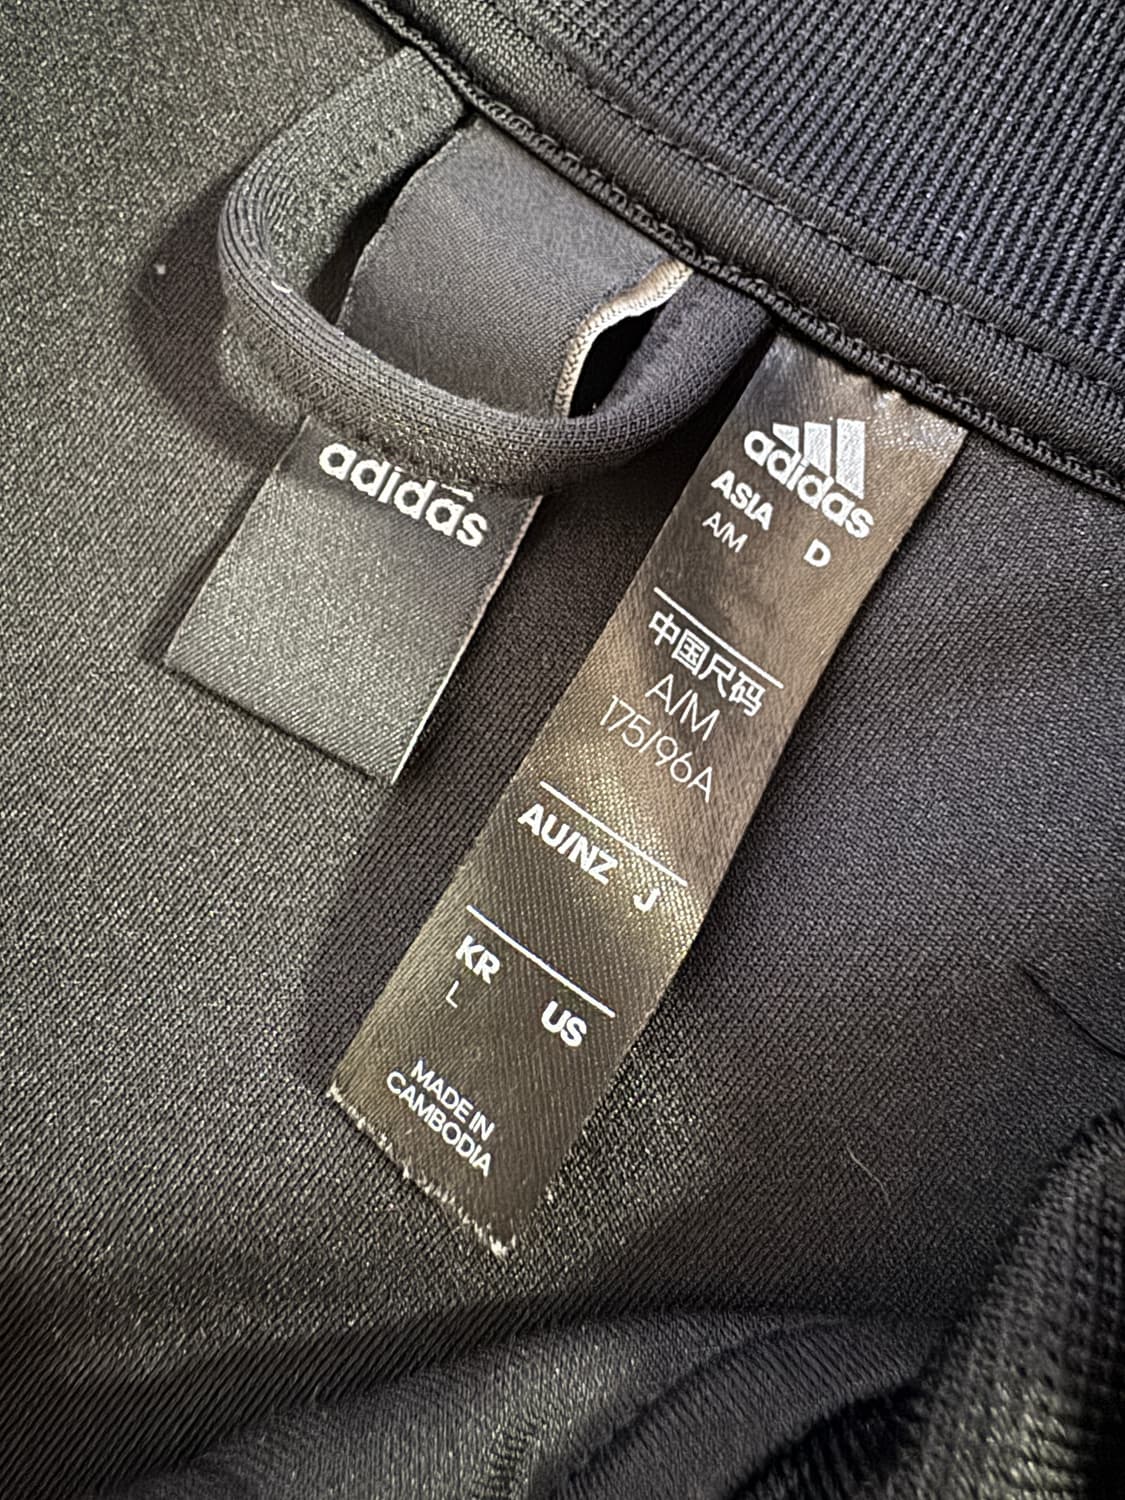 adidas
adidas
ASIA D
A/M
中国尺码
A/M
175/96A
AU/NZ J
KR US
L
MADE IN
CAMBODIA